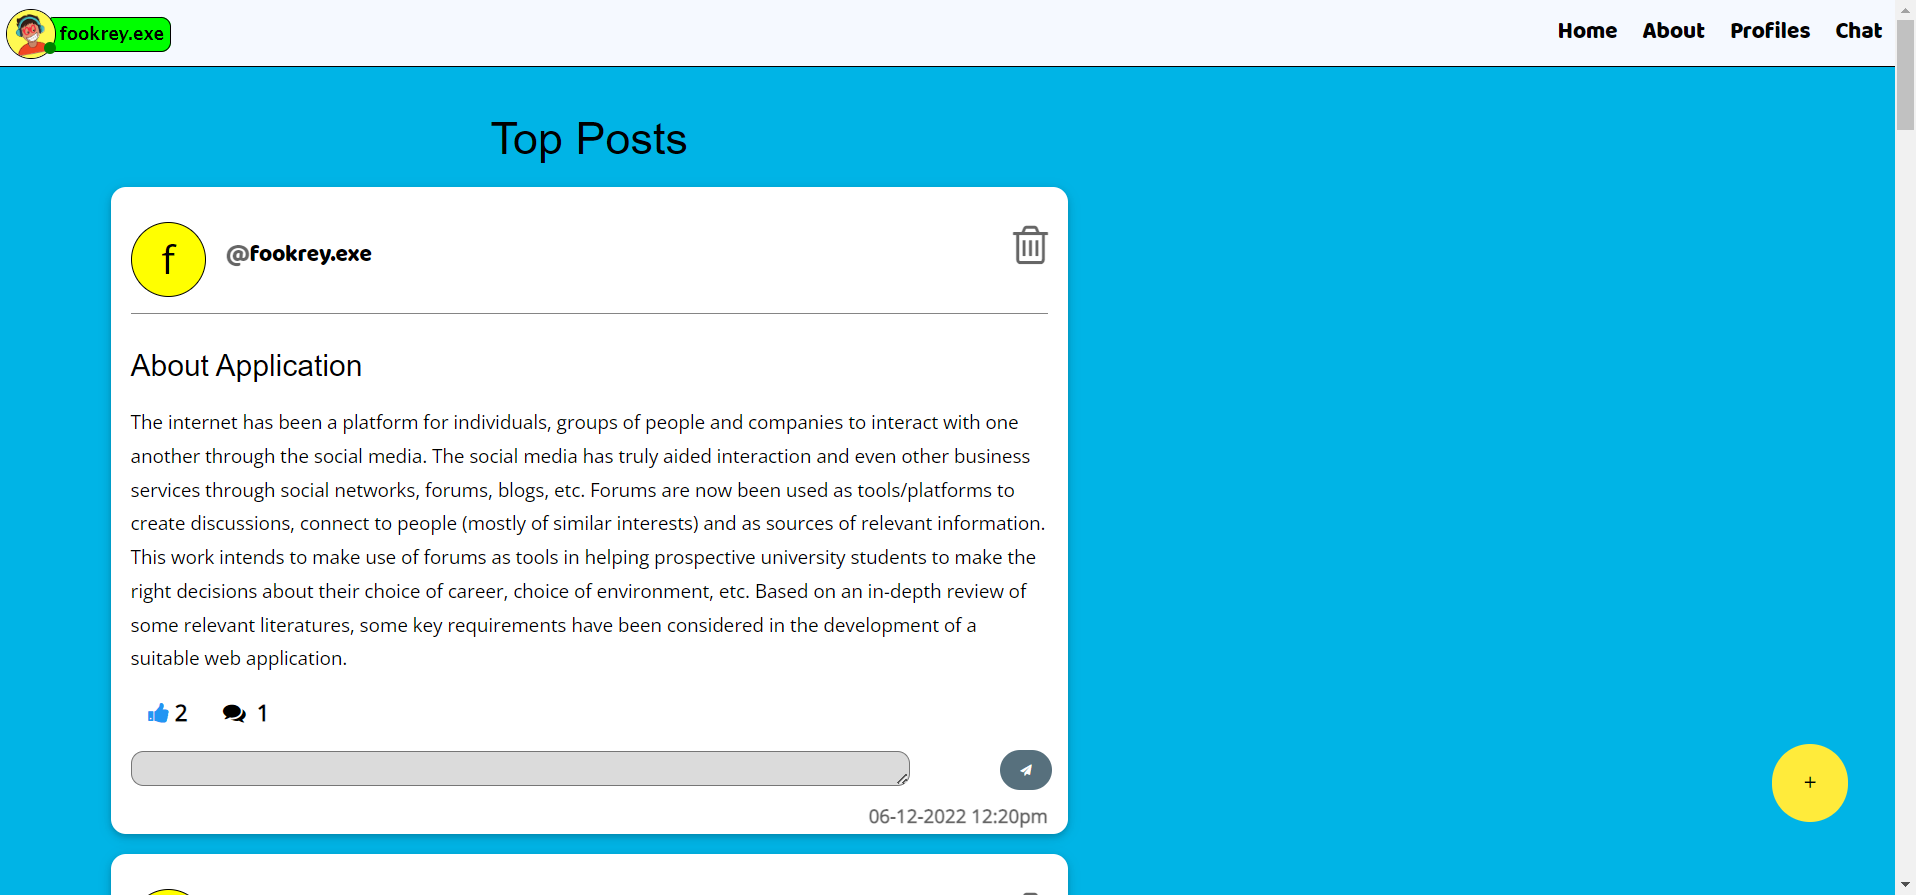 fookrey.exe
Home About Profiles Chat
Top Posts
f
@fookrey.exe
About Application
The internet has been a platform for individuals, groups of people and companies to interact with one
another through the social media. The social media has truly aided interaction and even other business
services through social networks, forums, blogs, etc. Forums are now been used as tools/platforms to
create discussions, connect to people (mostly of similar interests) and as sources of relevant information.
This work intends to make use of forums as tools in helping prospective university students to make the
right decisions about their choice of career, choice of environment, etc. Based on an in-depth review of
some relevant literatures, some key requirements have been considered in the development of a
suitable web application.
2 1
+
06-12-2022 12:20pm